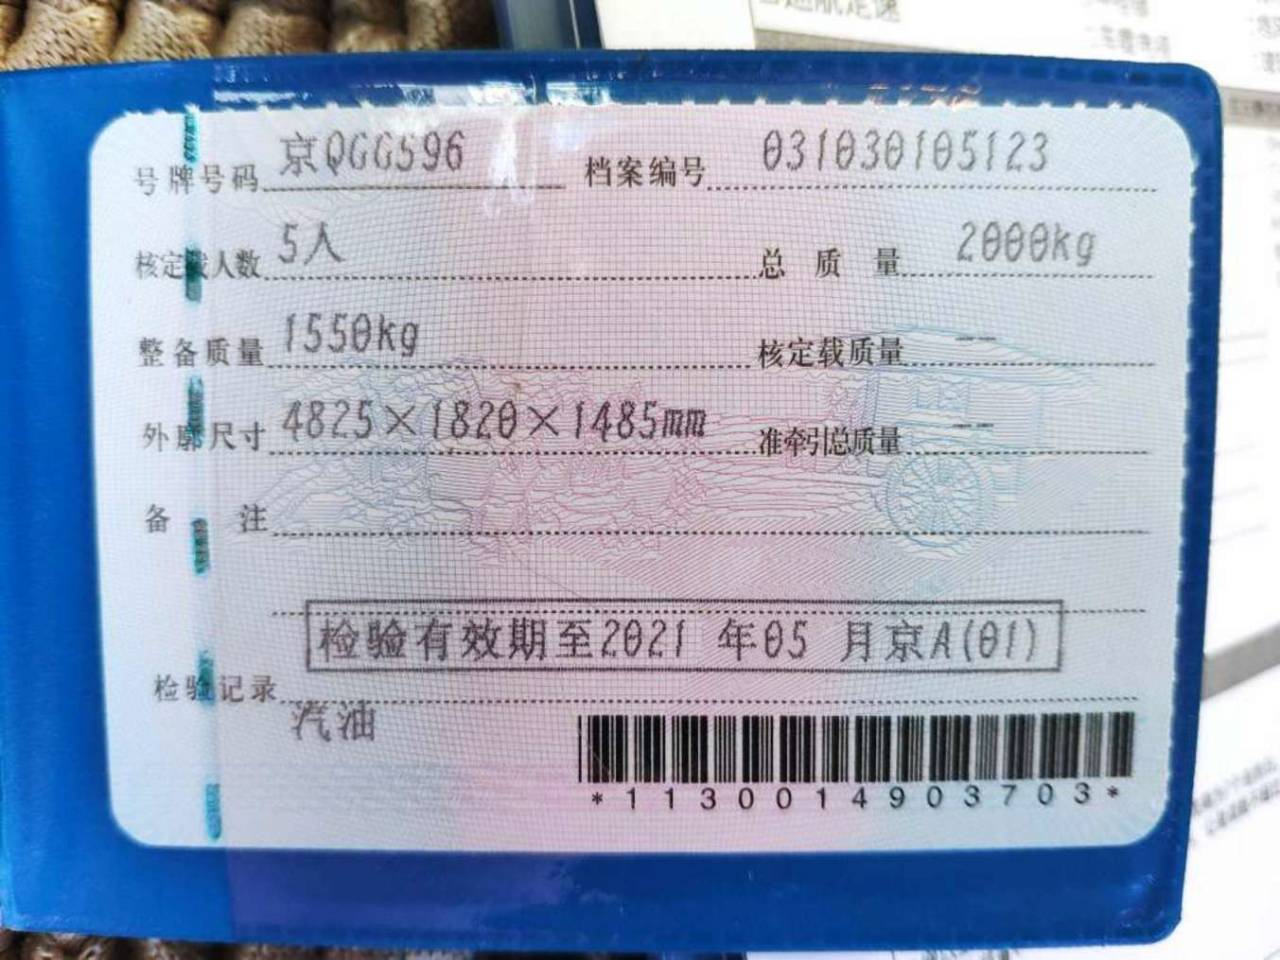 号牌号码 京QGG596 档案编号 031030105123
核定载人数 5人 总质量 2000kg
整备质量 1550kg 核定载质量 --
外廓尺寸 4825×1820×1485mm 准牵引总质量 --
备注
检验有效期至2021 年05 月京A(01)
检验记录
汽油
*1130014903703*